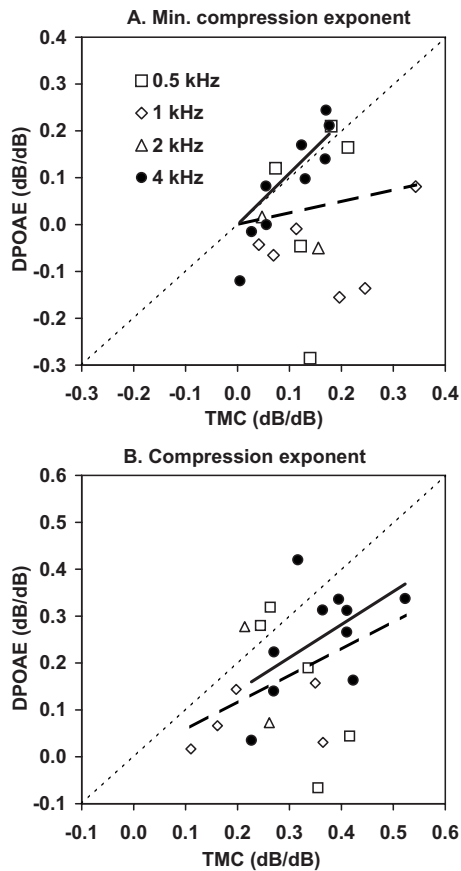 A. Min. compression exponent
0.4
0.3
0.2
0.1
0.0
-0.1
-0.2
-0.3
DPOAE (dB/dB)
0.5 kHz
1 kHz
2 kHz
4 kHz
-0.3 -0.2 -0.1 0.0 0.1 0.2 0.3 0.4
TMC (dB/dB)
B. Compression exponent
0.6
0.5
0.4
0.3
0.2
0.1
0.0
-0.1
DPOAE (dB/dB)
-0.1 0.0 0.1 0.2 0.3 0.4 0.5 0.6
TMC (dB/dB)